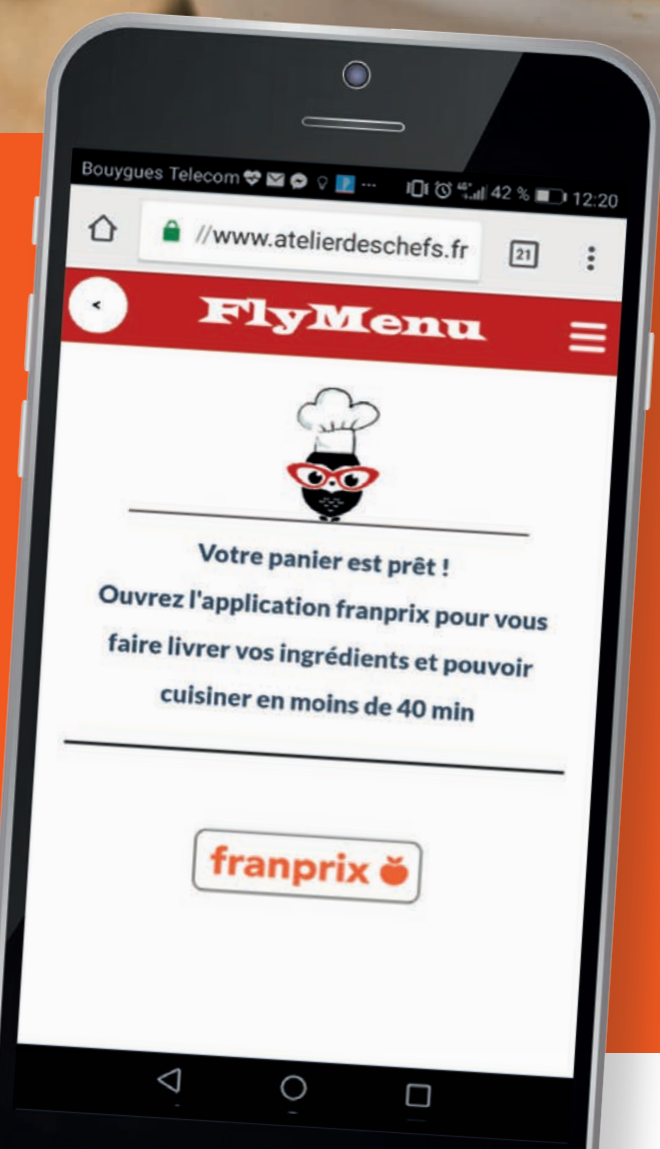 Bouygues Telecom ... 42 % 12:20
//www.atelierdeschefs.fr 21
FlyMenu
Votre panier est prêt !
Ouvrez l'application franprix pour vous
faire livrer vos ingrédients et pouvoir
cuisiner en moins de 40 min
franprix